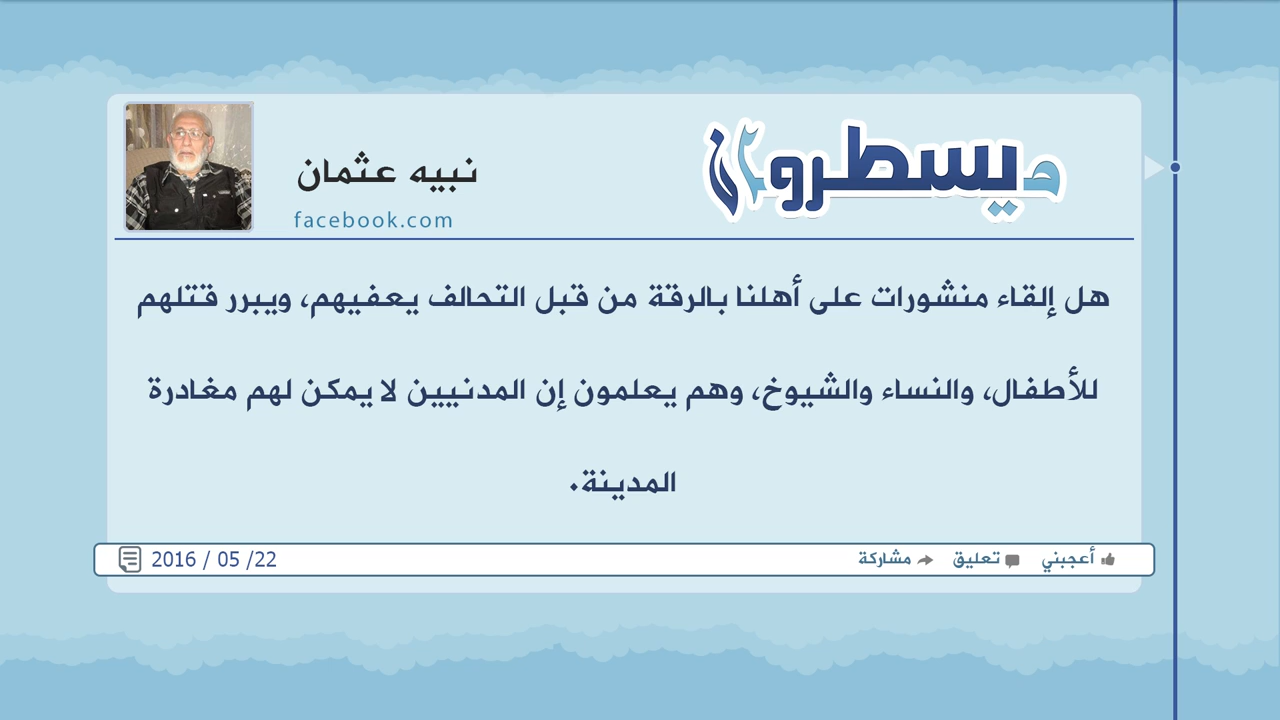 ويسطرون
نبيه عثمان
facebook.com
هل إلقاء منشورات على أهلنا بالرقة من قبل التحالف يعفيهم، ويبرر قتلهم
للأطفال، والنساء والشيوخ، وهم يعلمون إن المدنيين لا يمكن لهم مغادرة
المدينة.
أعجبني تعليق مشاركة
2016 / 05 /22